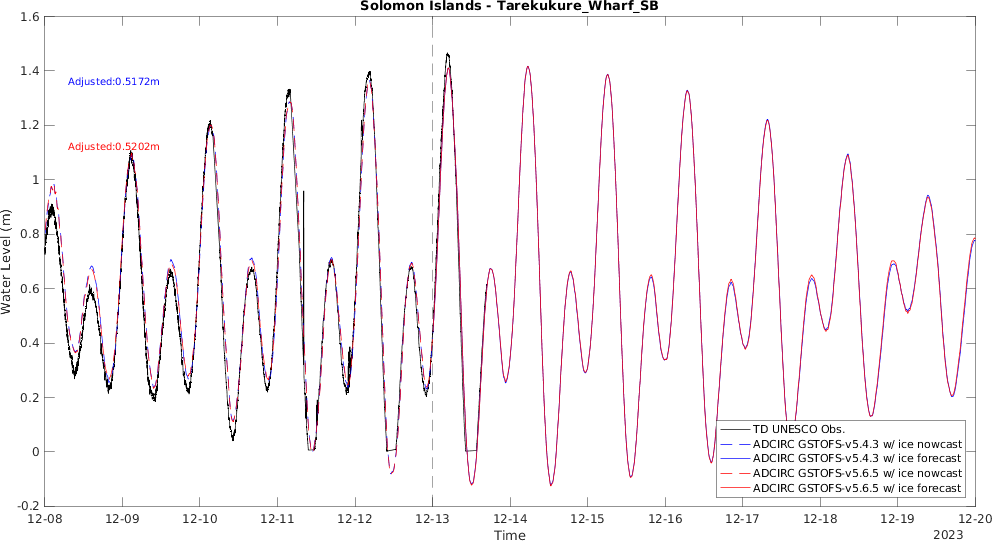 Solomon Islands - Tarekukure_Wharf_SB
Water Level (m)
1.6
1.4
1.2
1
0.8
0.6
0.4
0.2
0
-0.2
Adjusted:0.5172m
Adjusted:0.5202m
TD UNESCO Obs.
ADCIRC GSTOFS-v5.4.3 w/ ice nowcast
ADCIRC GSTOFS-v5.4.3 w/ ice forecast
ADCIRC GSTOFS-v5.6.5 w/ ice nowcast
ADCIRC GSTOFS-v5.6.5 w/ ice forecast
12-08 12-09 12-10 12-11 12-12 12-13 12-14 12-15 12-16 12-17 12-18 12-19 12-20
Time
2023